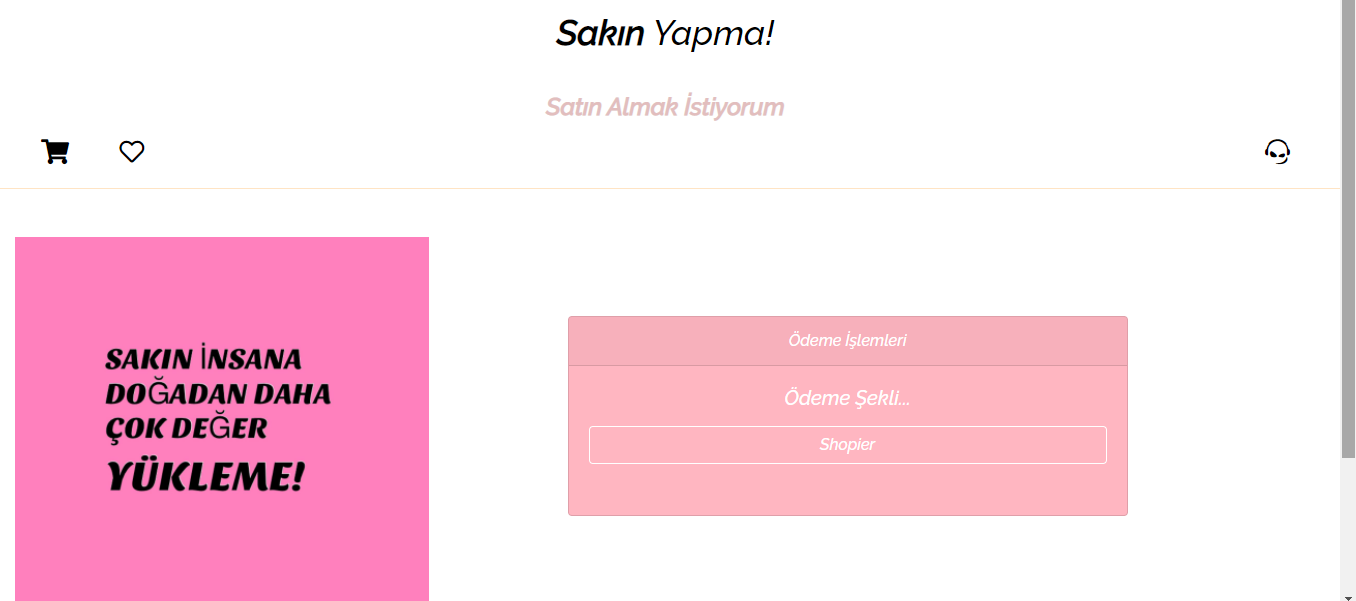 Sakın Yapma!
Satın Almak İstiyorum
SAKIN İNSANA
DOĞADAN DAHA
ÇOK DEĞER
YÜKLEME!
Ödeme İşlemleri
Ödeme Şekli...
Shopier